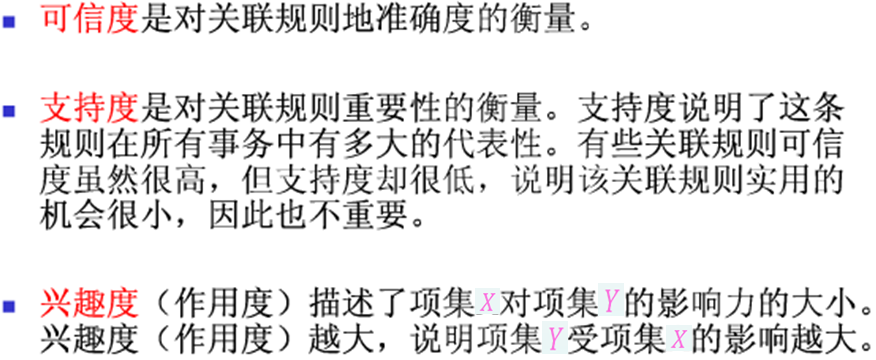 可信度是对关联规则地准确度的衡量。
支持度是对关联规则重要性的衡量。支持度说明了这条
规则在所有事务中有多大的代表性。有些关联规则可信
度虽然很高，但支持度却很低，说明该关联规则实用的
机会很小，因此也不重要。
兴趣度（作用度）描述了项集X对项集Y的影响力的大小。
兴趣度（作用度）越大，说明项集Y受项集X的影响越大。